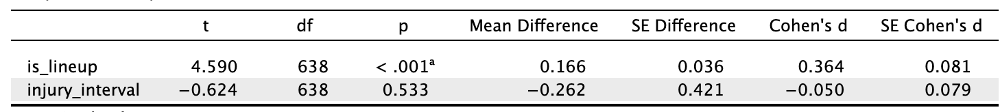 t df p Mean Difference SE Difference Cohen's d SE Cohen's d
is_lineup 4.590 638 < .001ᵃ 0.166 0.036 0.364 0.081
injury_interval −0.624 638 0.533 −0.262 0.421 −0.050 0.079